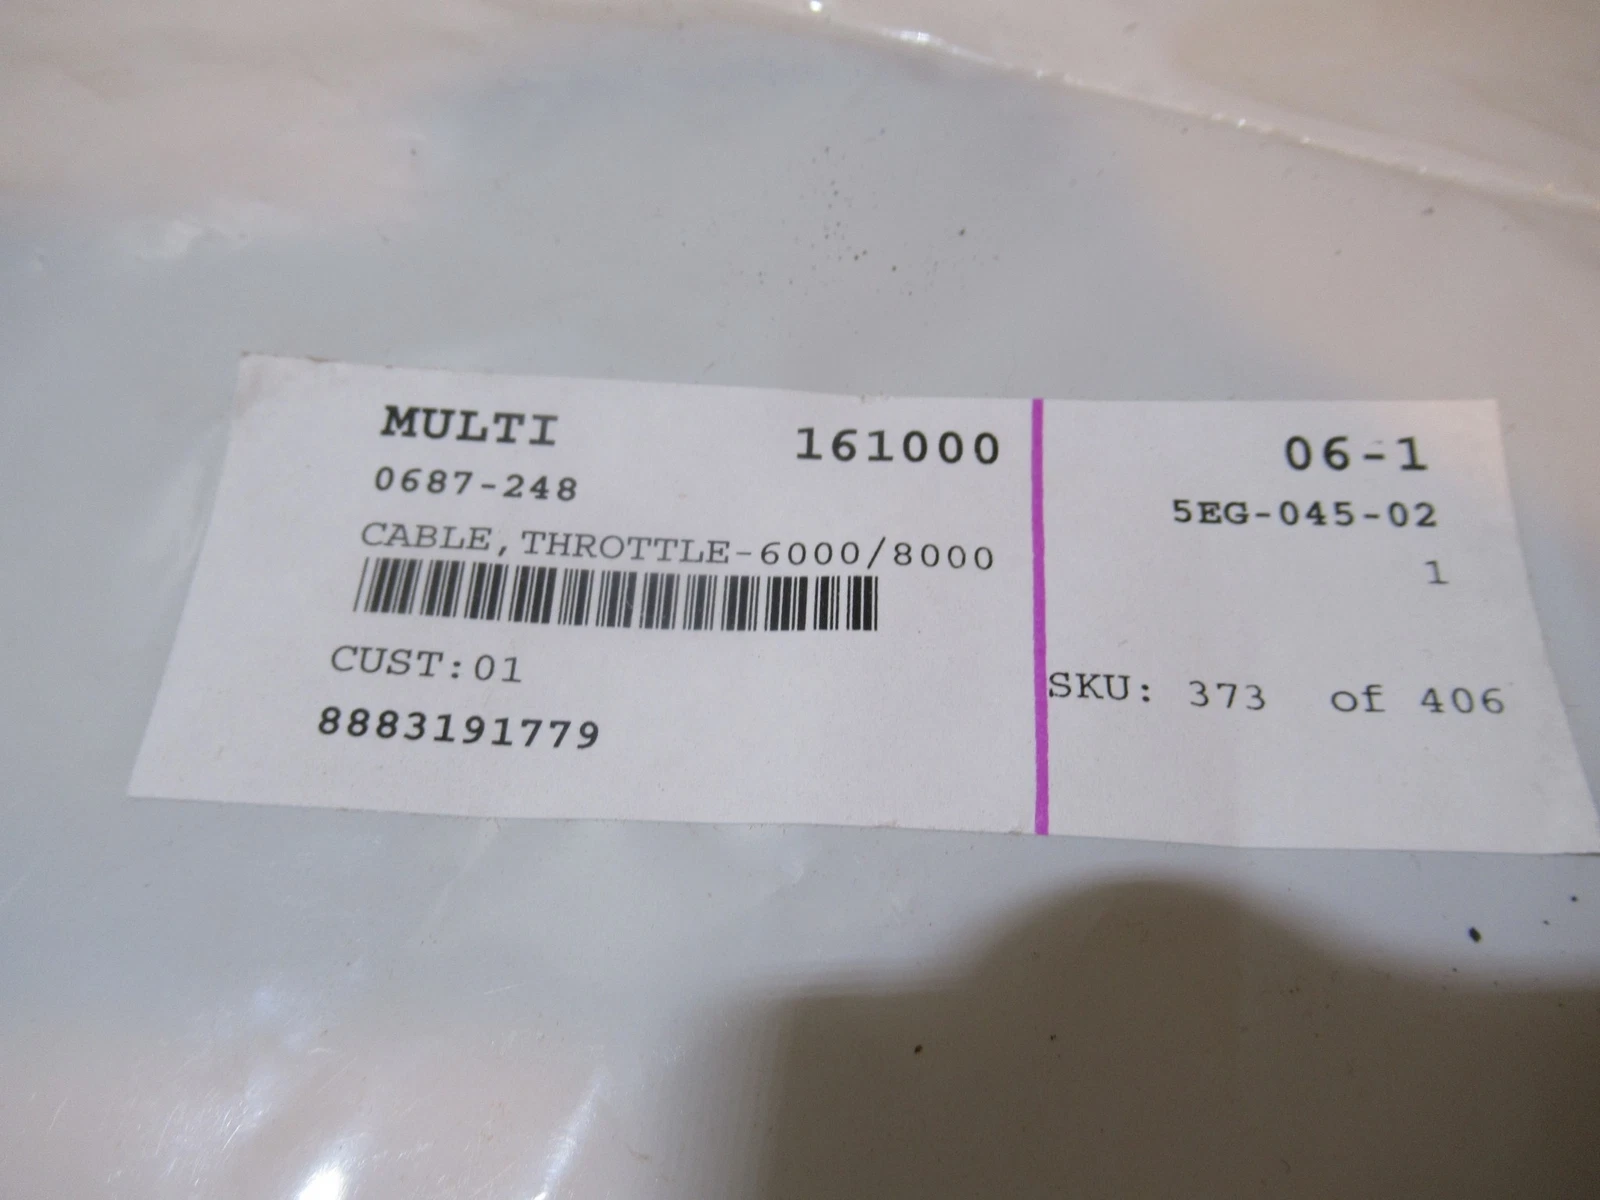 MULTI 161000
0687-248
CABLE,THROTTLE-6000/8000
CUST:01
8883191779
06-1
5EG-045-02
1
SKU: 373 of 406